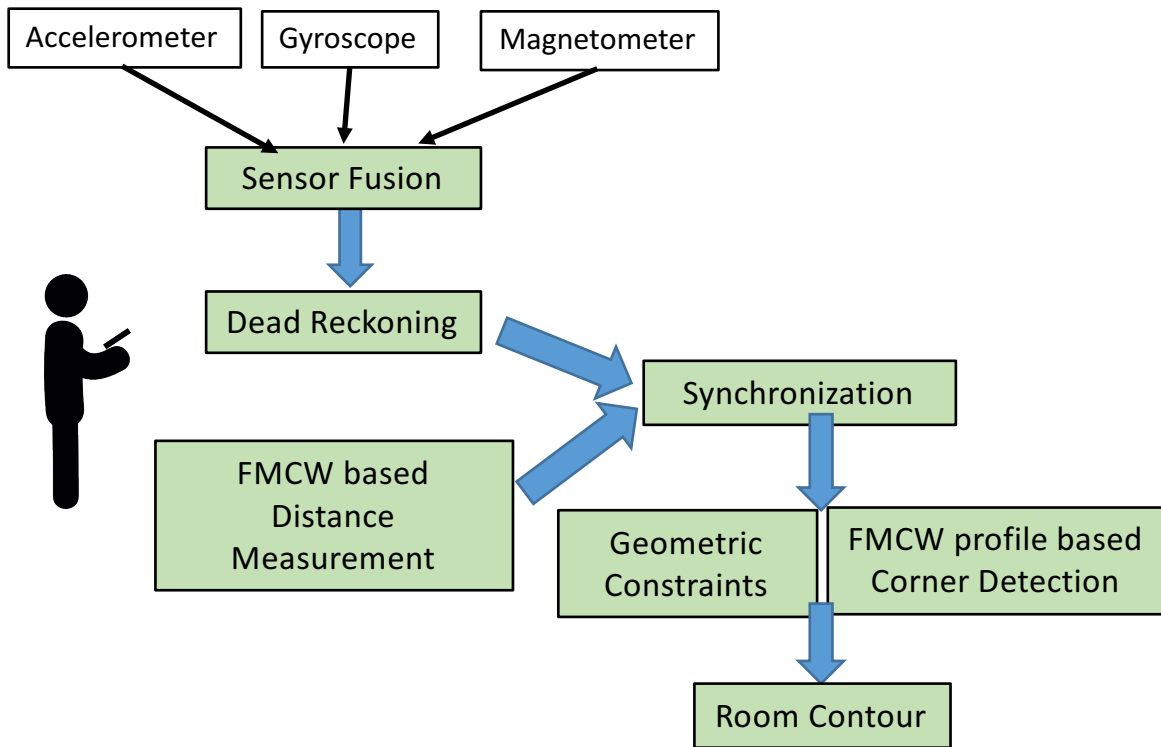 Accelerometer
Gyroscope
Magnetometer
Sensor Fusion
Dead Reckoning
Synchronization
FMCW based
Distance
Measurement
Geometric
Constraints
FMCW profile based
Corner Detection
Room Contour